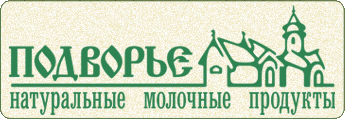 ПОДВОРЬЕ
натуральные молочные продукты